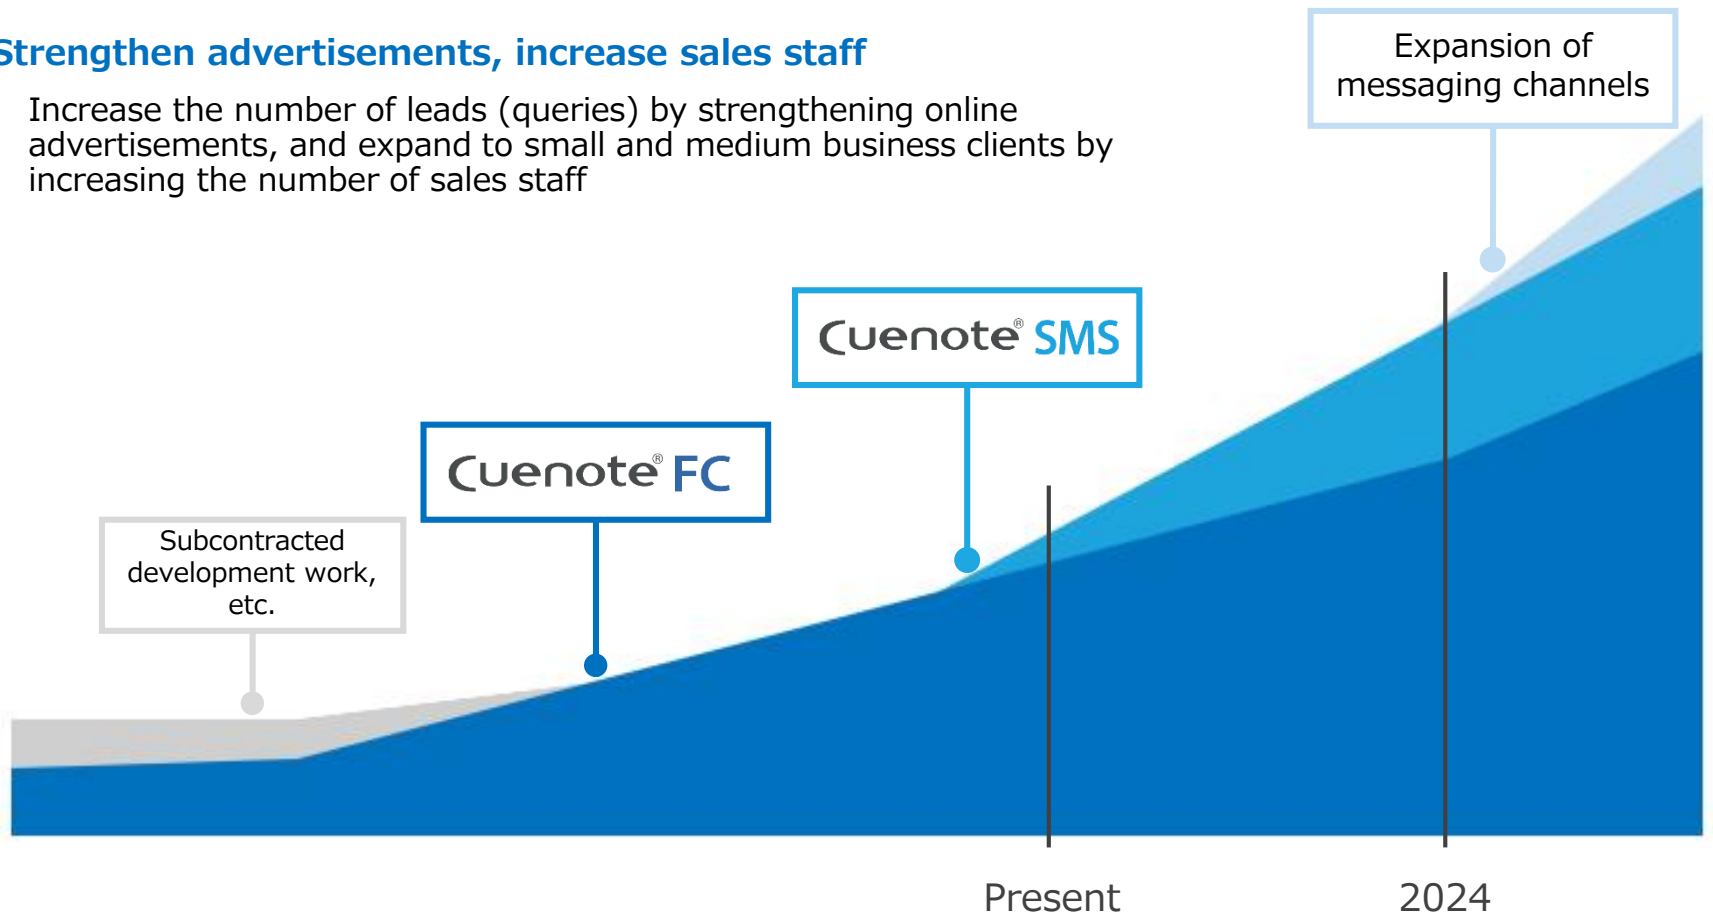 Strengthen advertisements, increase sales staff
Increase the number of leads (queries) by strengthening online
advertisements, and expand to small and medium business clients by
increasing the number of sales staff
Expansion of
messaging channels
Cuenote® SMS
Cuenote® FC
Subcontracted
development work,
etc.
Present
2024